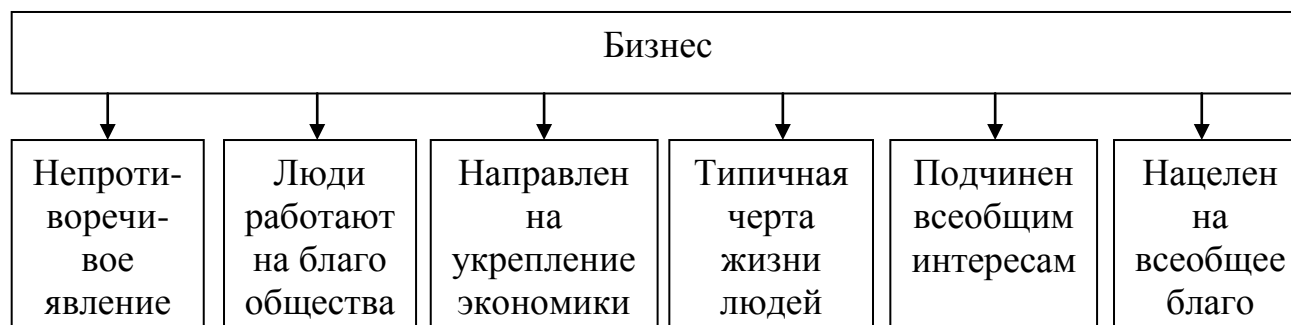 Бизнес
Непроти-
воречи-
вое
явление
Люди
работают
на благо
общества
Направлен
на
укрепление
экономики
Типичная
черта
жизни
людей
Подчинен
всеобщим
интересам
Нацелен
на
всеобщее
благо